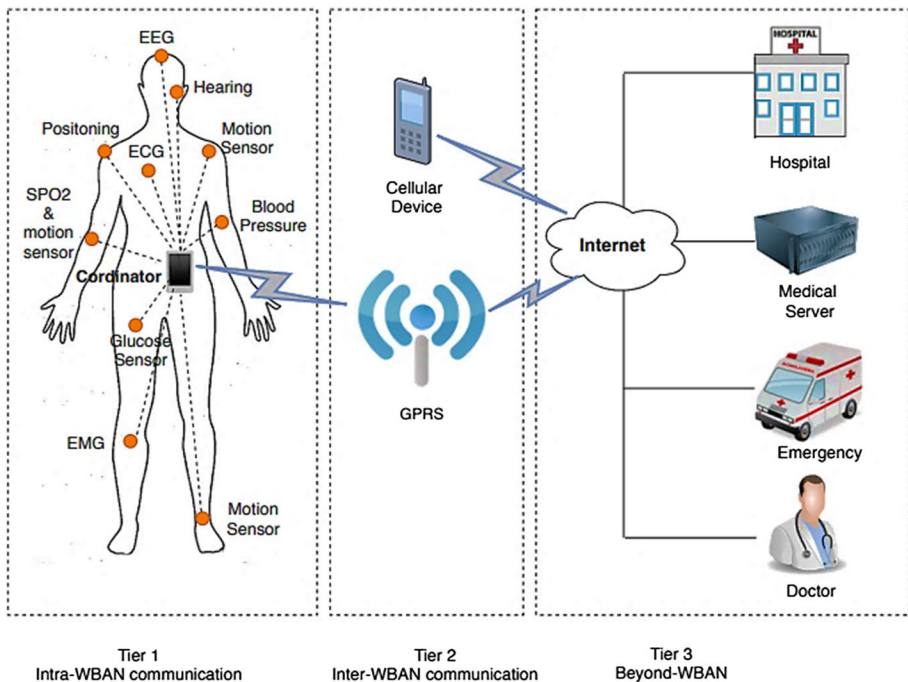 EEG
Hearing
Positoning
ECG
Motion
Sensor
SPO2
&
motion
sensor
Blood
Pressure
Cordinator
Glucose
Sensor
EMG
Motion
Sensor
Cellular
Device
GPRS
Internet
HOSPITAL
Hospital
Medical
Server
AMBULANCE
Emergency
Doctor
Tier 1
Intra-WBAN communication
Tier 2
Inter-WBAN communication
Tier 3
Beyond-WBAN